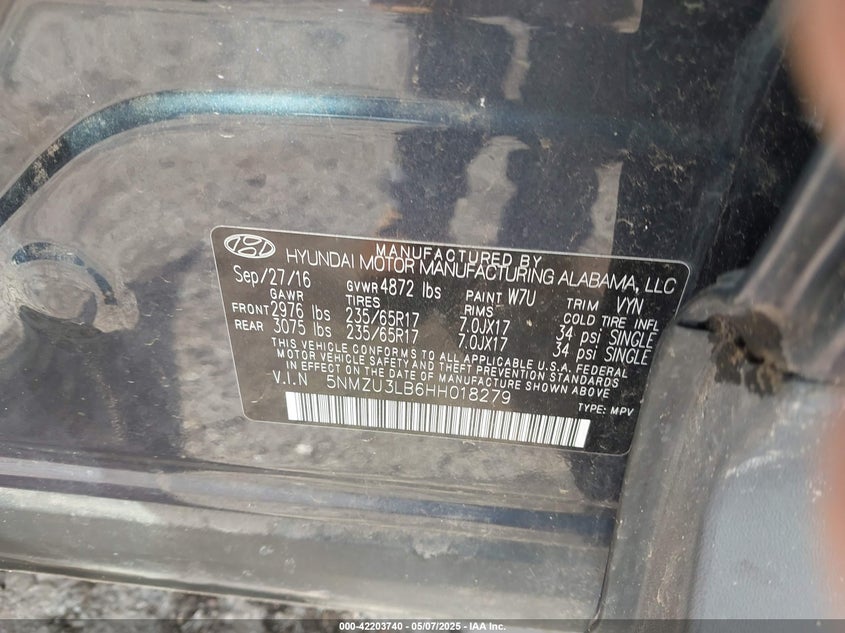 MANUFACTURED BY
HYUNDAI MOTOR MANUFACTURING ALABAMA, LLC
Sep/27/16 GVWR 4872 lbs PAINT W7U TRIM VYN
GAWR TIRES RIMS COLD TIRE INFL
FRONT 2976 lbs 235/65R17 7.0JX17 34 psi SINGLE
REAR 3075 lbs 235/65R17 7.0JX17 34 psi SINGLE
THIS VEHICLE CONFORMS TO ALL APPLICABLE U.S.A. FEDERAL
MOTOR VEHICLE SAFETY AND THEFT PREVENTION STANDARDS
IN EFFECT ON THE DATE OF MANUFACTURE SHOWN ABOVE.
V.I.N 5NMZU3LB6HH018279
TYPE: MPV
000-42203740 - 05/07/2025 - IAA Inc.